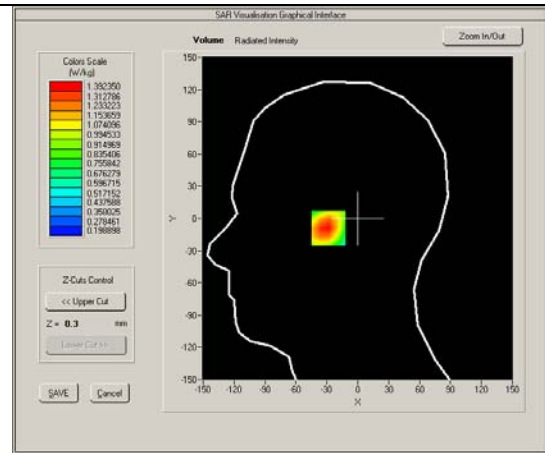 SAR Visualisation Graphical Interface
Volume Radiated Intensity
Zoom In/Out
Colors Scale
(W/kg)
1.392350
1.312786
1.233223
1.153659
1.074096
0.994533
0.914969
0.835406
0.755842
0.676279
0.596715
0.517152
0.437588
0.358025
0.278461
0.198898
Z-Cuts Control
<< Upper Cut
Z = 0.3 mm
Lower Cut >>
SAVE Cancel
150
120
90
60
30
Y 0
-30
-60
-90
-120
-150
-150 -120 -90 -60 -30 0 30 60 90 120 150
X